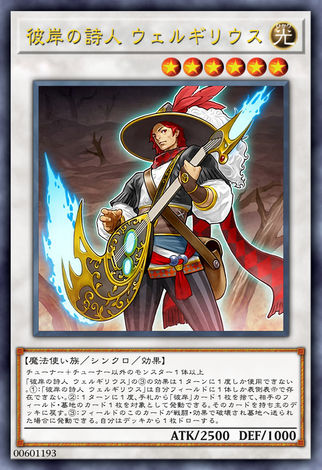 彼岸の詩人 ウェルギリウス 光
【魔法使い族／シンクロ／効果】
チューナー＋チューナー以外のモンスター１体以上
「彼岸の詩人 ウェルギリウス」の③の効果は１ターンに１度しか使用できない。
①：「彼岸の詩人 ウェルギリウス」は自分フィールドに１体しか表側表示で存在できない。②：１ターンに１度、手札から「彼岸」カード１枚を捨て、相手のフィールド・墓地のカード１枚を対象として発動できる。そのカードを持ち主のデッキに戻す。③：フィールドのこのカードが戦闘・効果で破壊され墓地へ送られた場合に発動できる。自分はデッキから１枚ドローする。
ATK/2500 DEF/1000
00601193